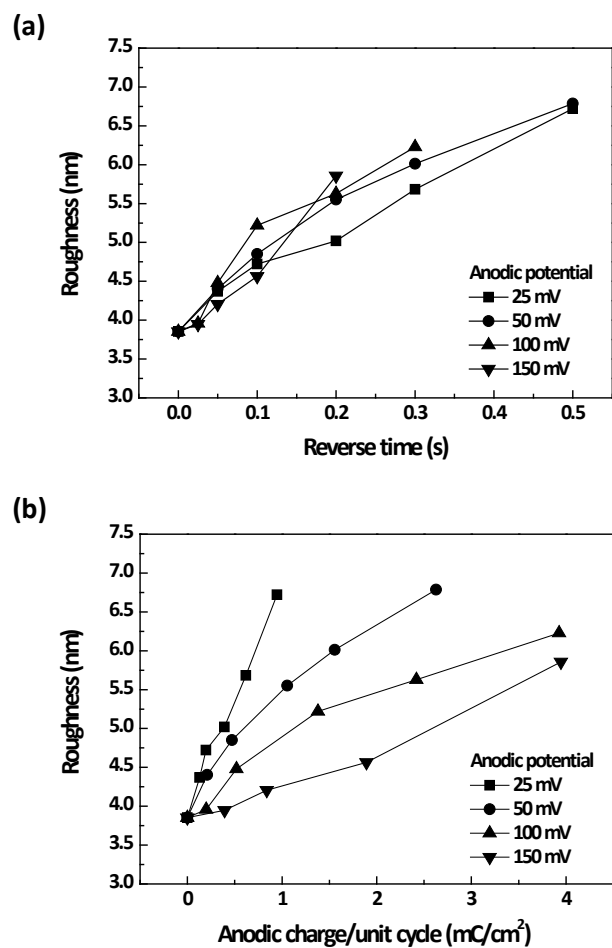 (a)
7.5
7.0
6.5
6.0
5.5
5.0
4.5
4.0
3.5
3.0
Roughness (nm)
Anodic potential
25 mV
50 mV
100 mV
150 mV
0.0 0.1 0.2 0.3 0.4 0.5
Reverse time (s)
(b)
7.5
7.0
6.5
6.0
5.5
5.0
4.5
4.0
3.5
3.0
Roughness (nm)
Anodic potential
25 mV
50 mV
100 mV
150 mV
0 1 2 3 4
Anodic charge/unit cycle (mC/cm²)